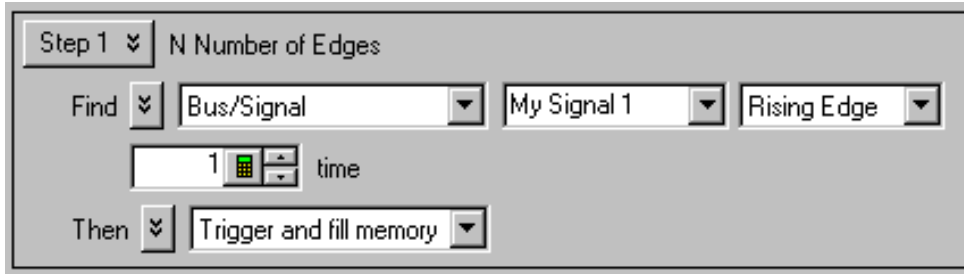 Step 1 N Number of Edges
Find Bus/Signal My Signal 1 Rising Edge
1 time
Then Trigger and fill memory